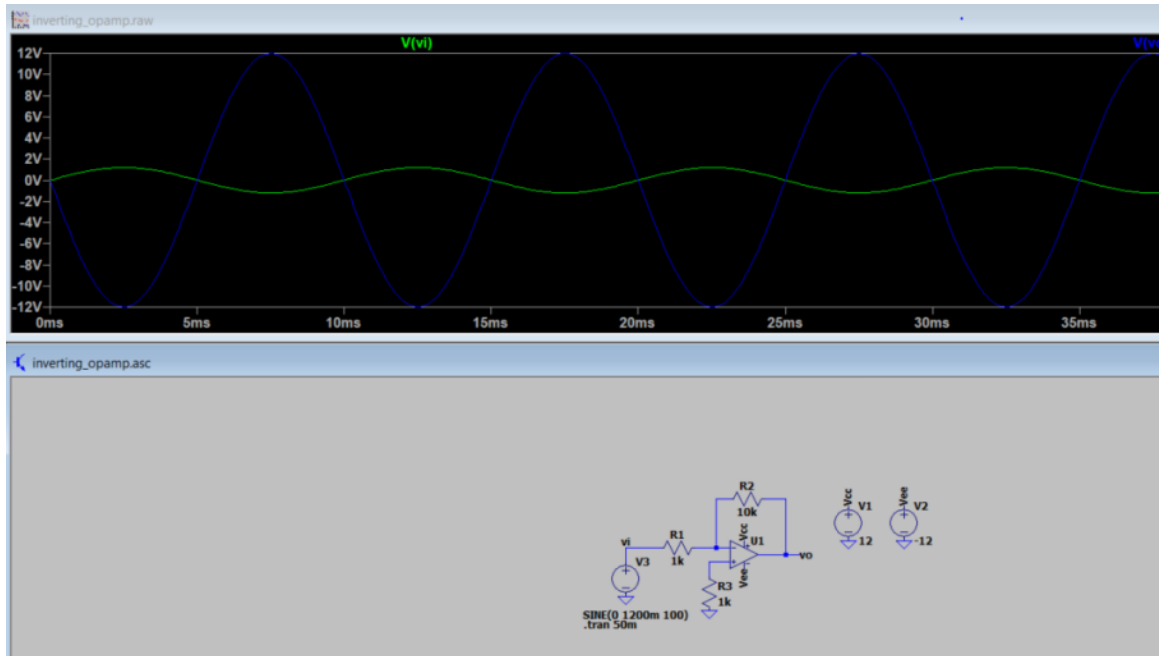 inverting_opamp.raw
V(vi)
V(v
12V
10V
8V
6V
4V
2V
0V
-2V
-4V
-6V
-8V
-10V
-12V
0ms 5ms 10ms 15ms 20ms 25ms 30ms 35ms
inverting_opamp.asc
R2
10k
Vcc
Vcc
V1
12
Vee
V2
-12
vi
R1
1k
U1
vo
V3
Vee
R3
1k
SINE(0 1200m 100)
.tran 50m